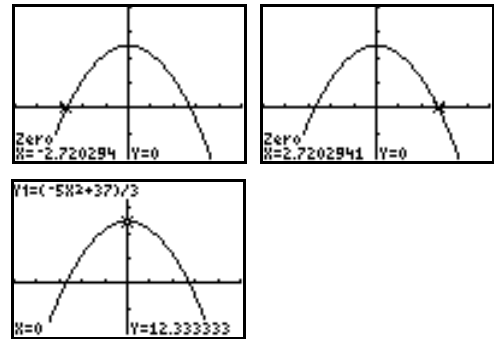 Zero
X=-2.720294 Y=0
Zero
X=2.7202941 Y=0
Y1=(-5X2+37)/3
X=0 Y=12.333333